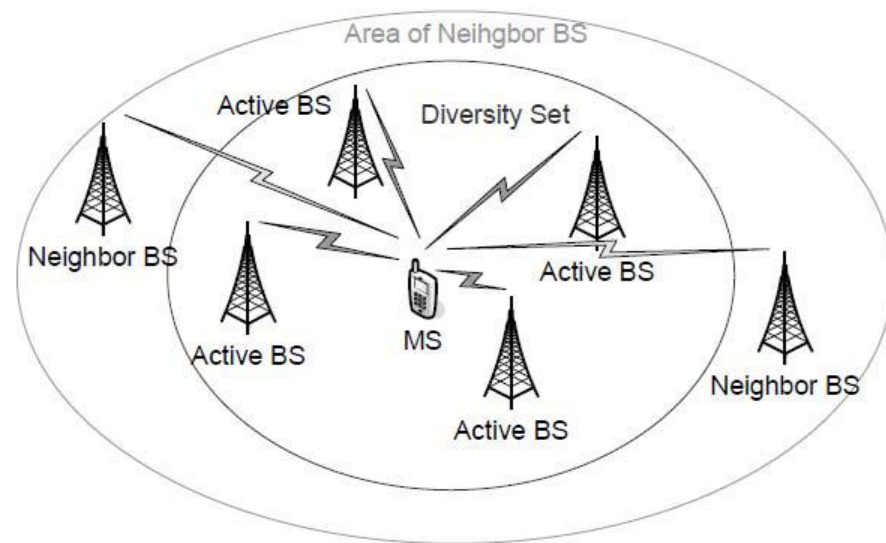 Area of Neihgbor BS
Active BS
Diversity Set
Neighbor BS
Active BS
Active BS
MS
Neighbor BS
Active BS